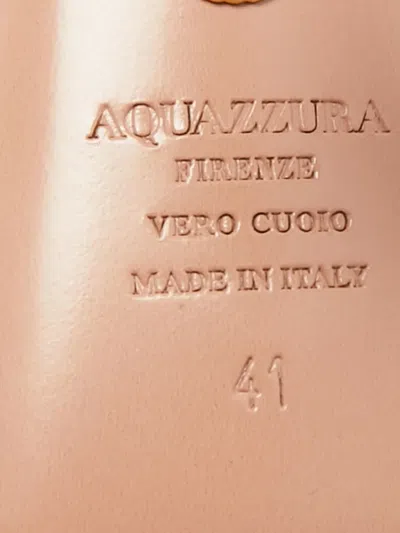 AQUAZZURA
FIRENZE
VERO CUOIO
MADE IN ITALY
41